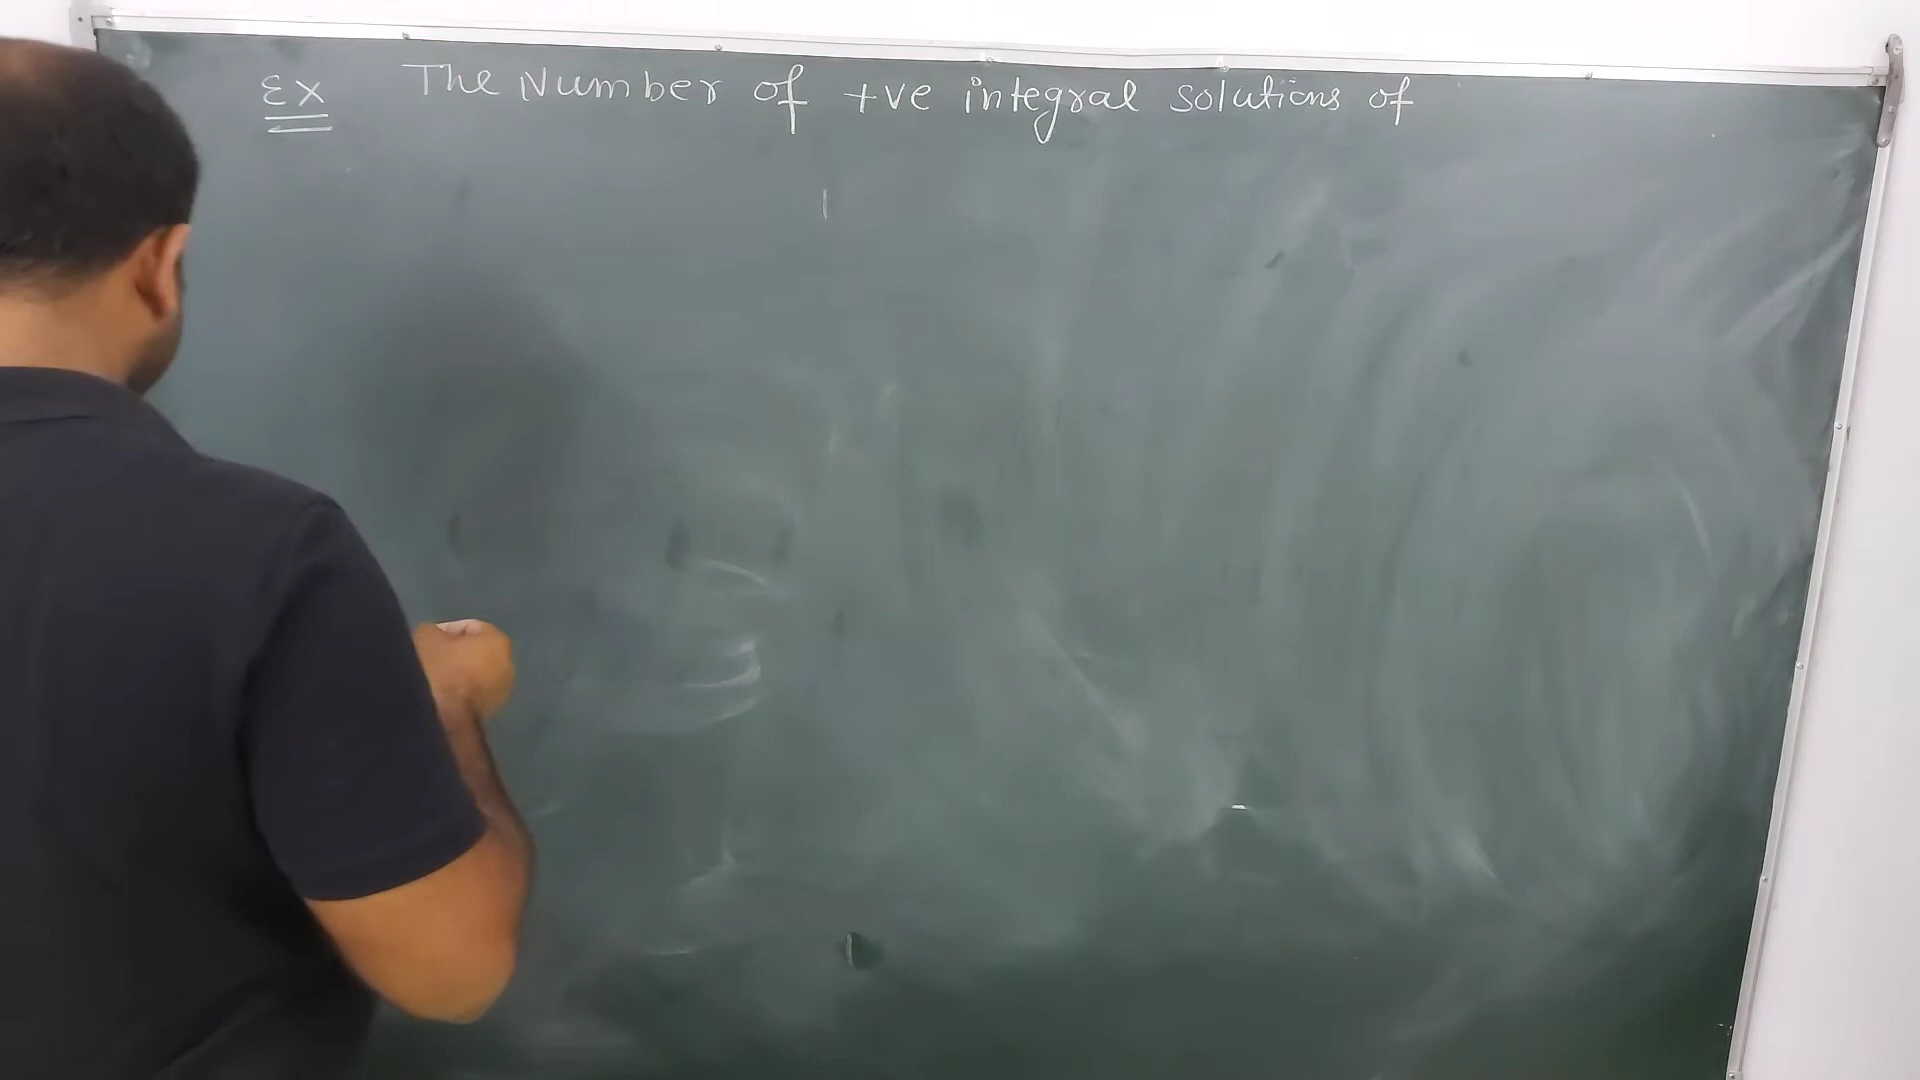 Ex The Number of +ve integral solutions of